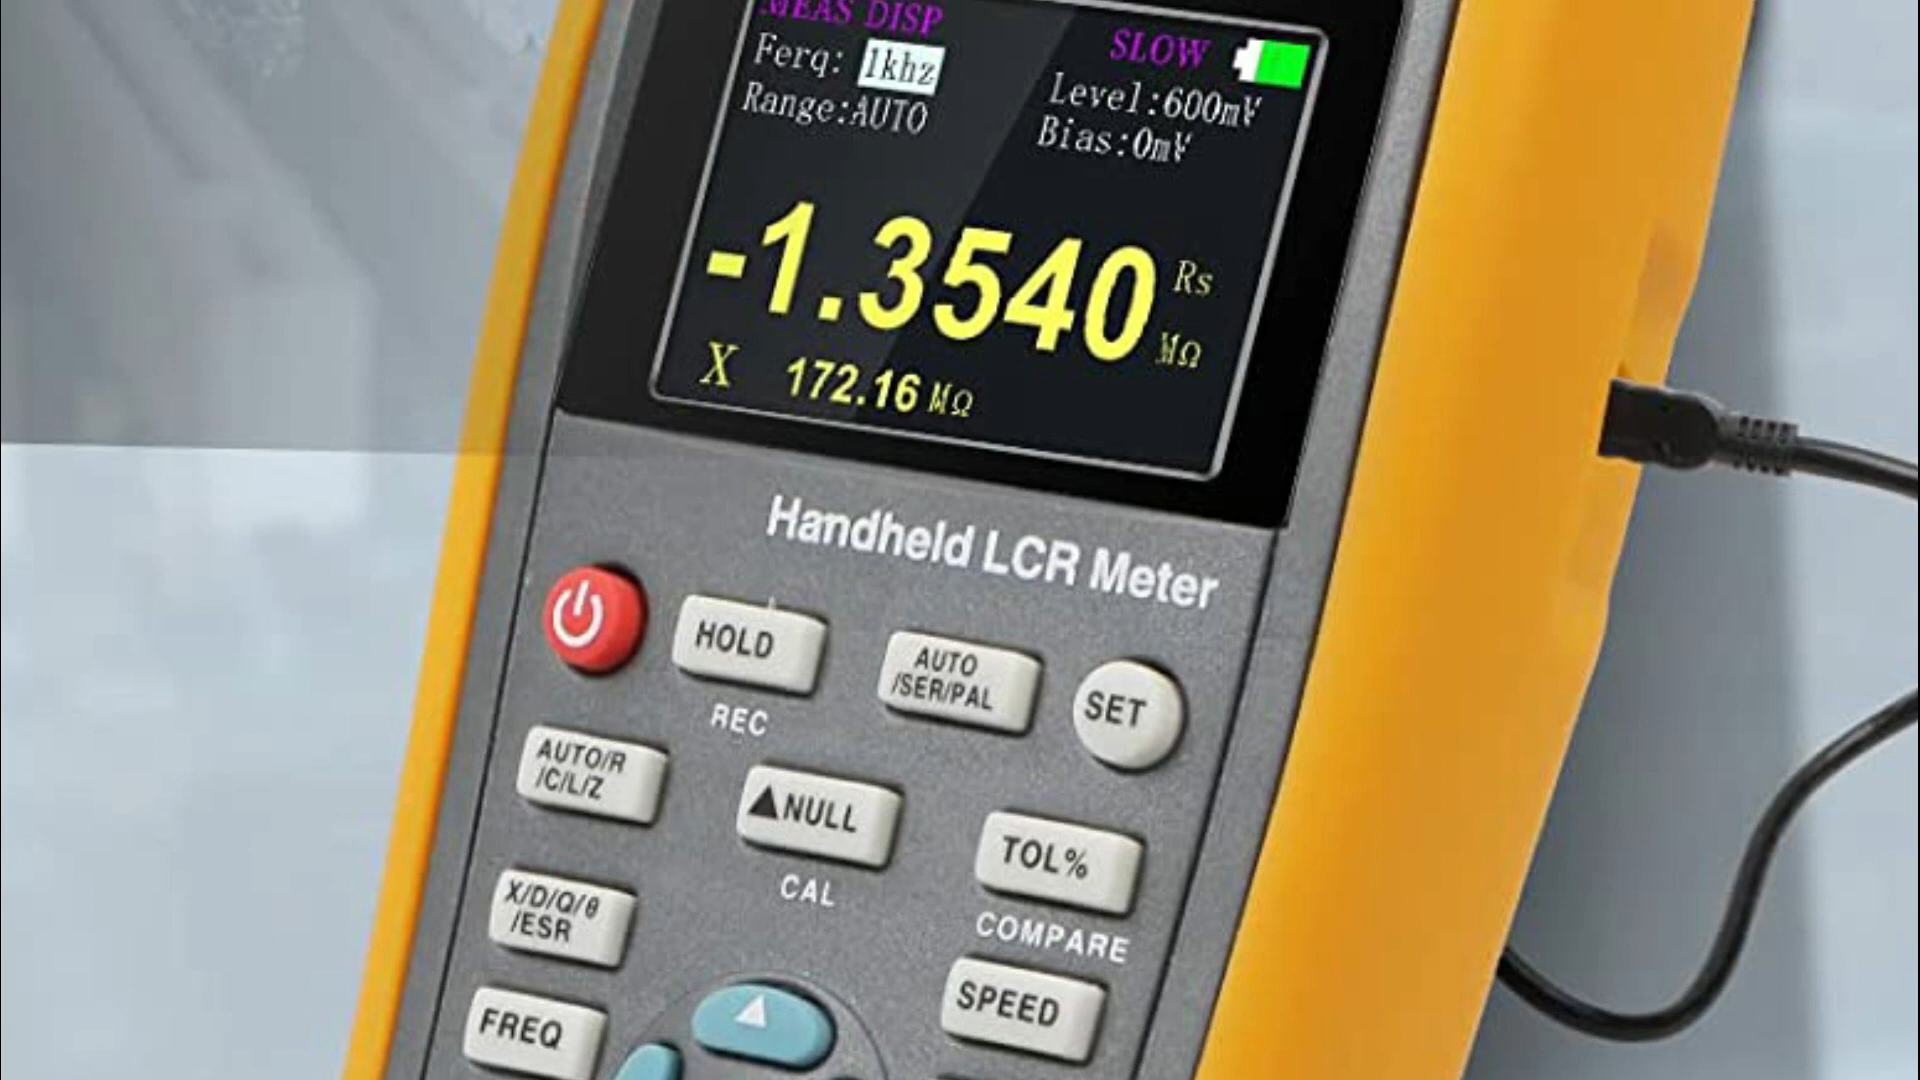 MEAS DISP
SLOW
Ferq: 1khz
Level:600mV
Range:AUTO
Bias:0mV
-1.3540 Rs
MΩ
X 172.16 MΩ
Handheld LCR Meter
HOLD
AUTO
/SER/PAL
SET
REC
AUTO/R
/C/L/Z
▲NULL
TOL%
CAL
COMPARE
X/D/Q/θ
/ESR
SPEED
FREQ